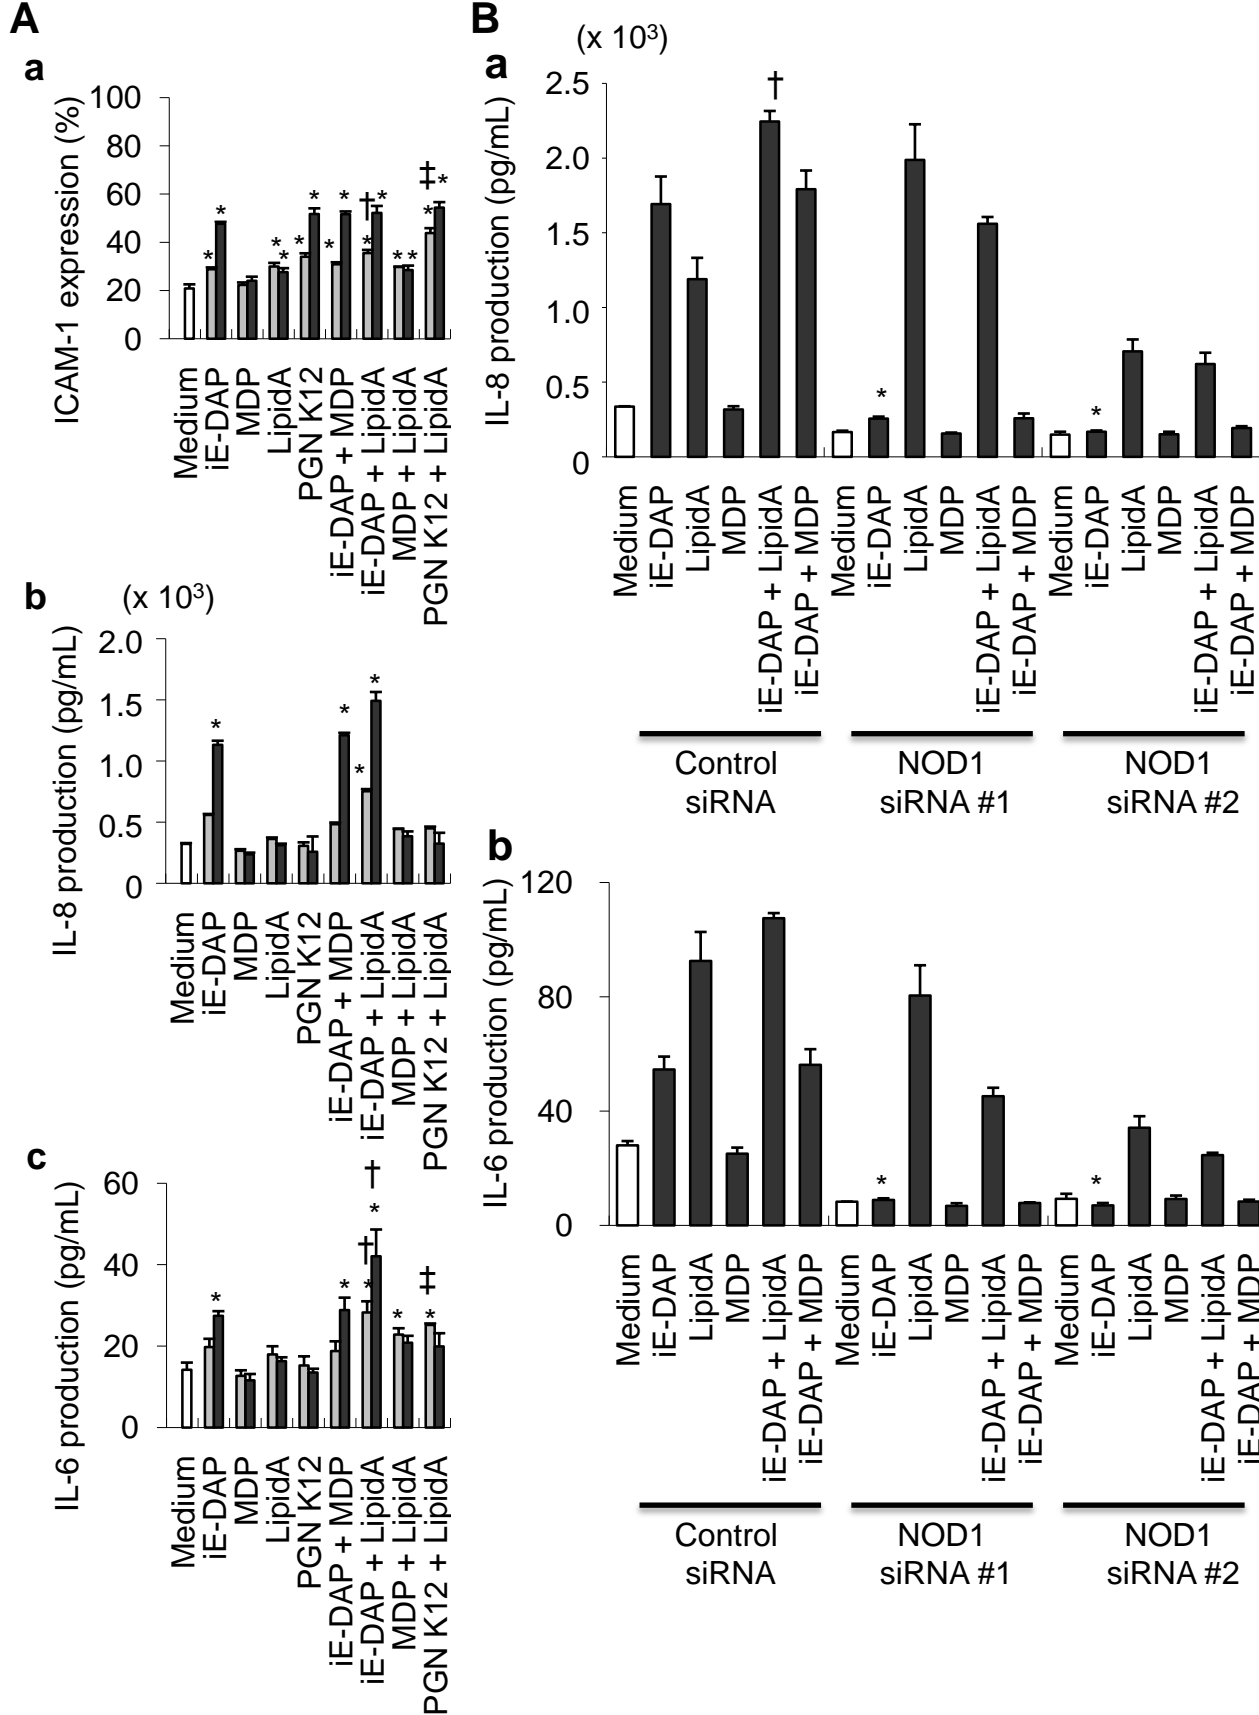 A
a
ICAM-1 expression (%)
100
80
60
40
20
0
* * * * * * * * † * * * * ‡ * *
Medium
iE-DAP
MDP
LipidA
PGN K12
iE-DAP + MDP
iE-DAP + LipidA
MDP + LipidA
PGN K12 + LipidA
b
(x 10³)
IL-8 production (pg/mL)
2.0
1.5
1.0
0.5
0
* * * *
Medium
iE-DAP
MDP
LipidA
PGN K12
iE-DAP + MDP
iE-DAP + LipidA
MDP + LipidA
PGN K12 + LipidA
c
IL-6 production (pg/mL)
60
40
20
0
* * † * † * * ‡ *
Medium
iE-DAP
MDP
LipidA
PGN K12
iE-DAP + MDP
iE-DAP + LipidA
MDP + LipidA
PGN K12 + LipidA
B
(x 10³)
a
IL-8 production (pg/mL)
2.5
2.0
1.5
1.0
0.5
0
† * *
Medium
iE-DAP
LipidA
MDP
iE-DAP + LipidA
iE-DAP + MDP
Medium
iE-DAP
LipidA
MDP
iE-DAP + LipidA
iE-DAP + MDP
Medium
iE-DAP
LipidA
MDP
iE-DAP + LipidA
iE-DAP + MDP
Control
siRNA
NOD1
siRNA #1
NOD1
siRNA #2
b
IL-6 production (pg/mL)
120
80
40
0
* *
Medium
iE-DAP
LipidA
MDP
iE-DAP + LipidA
iE-DAP + MDP
Medium
iE-DAP
LipidA
MDP
iE-DAP + LipidA
iE-DAP + MDP
Medium
iE-DAP
LipidA
MDP
iE-DAP + LipidA
iE-DAP + MDP
Control
siRNA
NOD1
siRNA #1
NOD1
siRNA #2